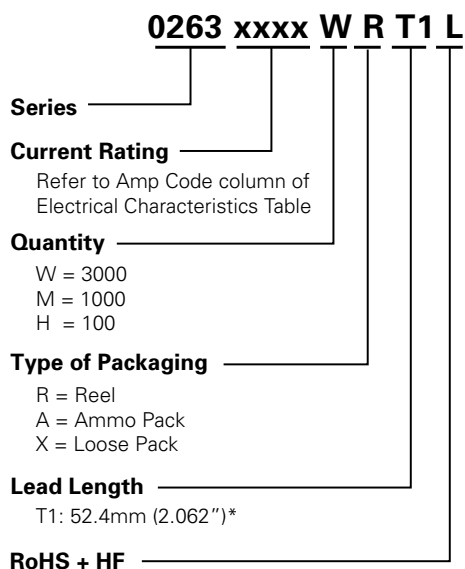 0263 xxxx W R T1 L
Series
Current Rating
Refer to Amp Code column of
Electrical Characteristics Table
Quantity
W = 3000
M = 1000
H = 100
Type of Packaging
R = Reel
A = Ammo Pack
X = Loose Pack
Lead Length
T1: 52.4mm (2.062”)*
RoHS + HF